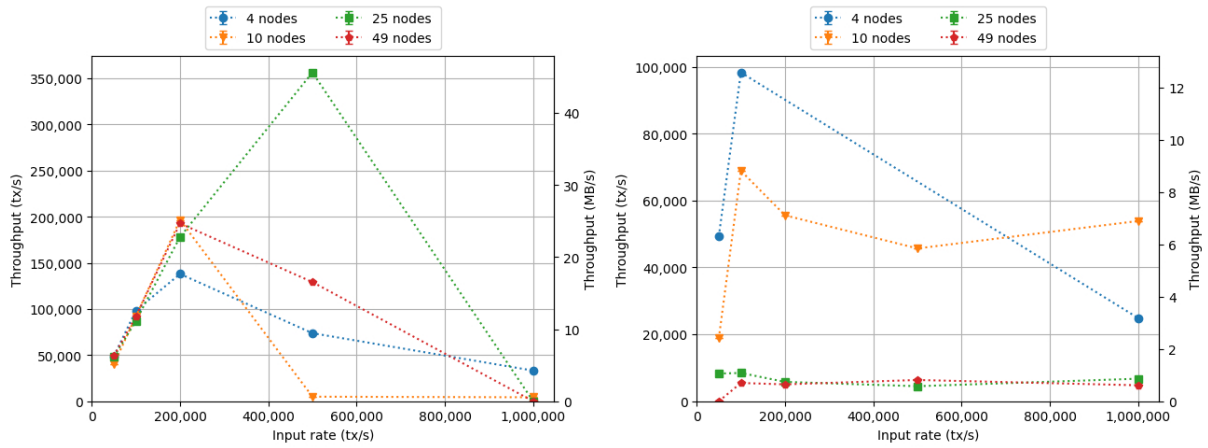 4 nodes 25 nodes
10 nodes 49 nodes
350,000
300,000
250,000
200,000
150,000
100,000
50,000
0
Throughput (tx/s)
40
30
20
10
0
Throughput (MB/s)
0 200,000 400,000 600,000 800,000 1,000,000
Input rate (tx/s)
4 nodes 25 nodes
10 nodes 49 nodes
100,000
80,000
60,000
40,000
20,000
0
Throughput (tx/s)
12
10
8
6
4
2
0
Throughput (MB/s)
0 200,000 400,000 600,000 800,000 1,000,000
Input rate (tx/s)